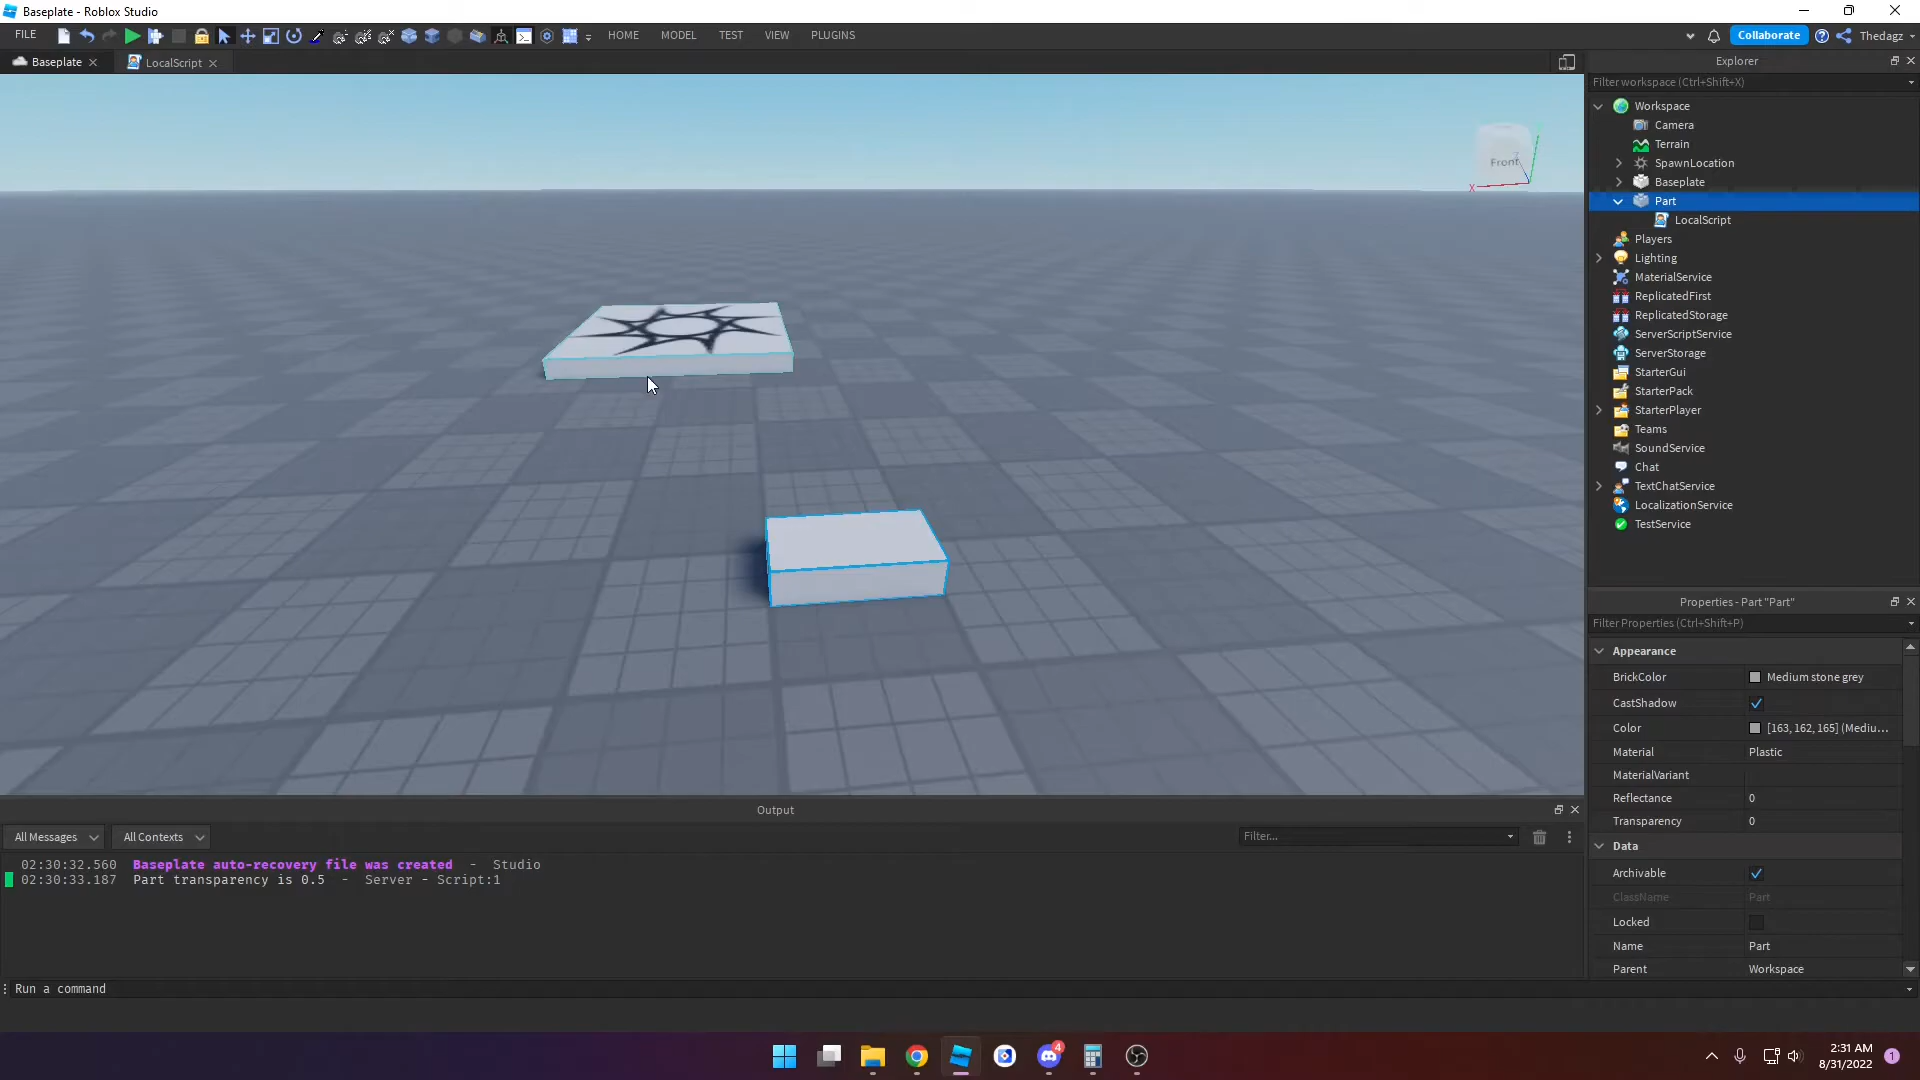 Baseplate - Roblox Studio
FILE
HOME
MODEL
TEST
VIEW
PLUGINS
Collaborate
Thedagz
Baseplate
LocalScript
Front
X
Explorer
Filter workspace (Ctrl+Shift+X)
Workspace
Camera
Terrain
SpawnLocation
Baseplate
Part
LocalScript
Players
Lighting
MaterialService
ReplicatedFirst
ReplicatedStorage
ServerScriptService
ServerStorage
StarterGui
StarterPack
StarterPlayer
Teams
SoundService
Chat
TextChatService
LocalizationService
TestService
Properties - Part "Part"
Filter Properties (Ctrl+Shift+P)
Appearance
BrickColor Medium stone grey
CastShadow
Color [163, 162, 165] (Mediu...
Material Plastic
MaterialVariant
Reflectance 0
Transparency 0
Data
Archivable
ClassName Part
Locked
Name Part
Parent Workspace
Output
All Messages
All Contexts
Filter...
02:30:32.560 Baseplate auto-recovery file was created - Studio
02:30:33.187 Part transparency is 0.5 - Server - Script:1
Run a command
4
2:31 AM
8/31/2022
1